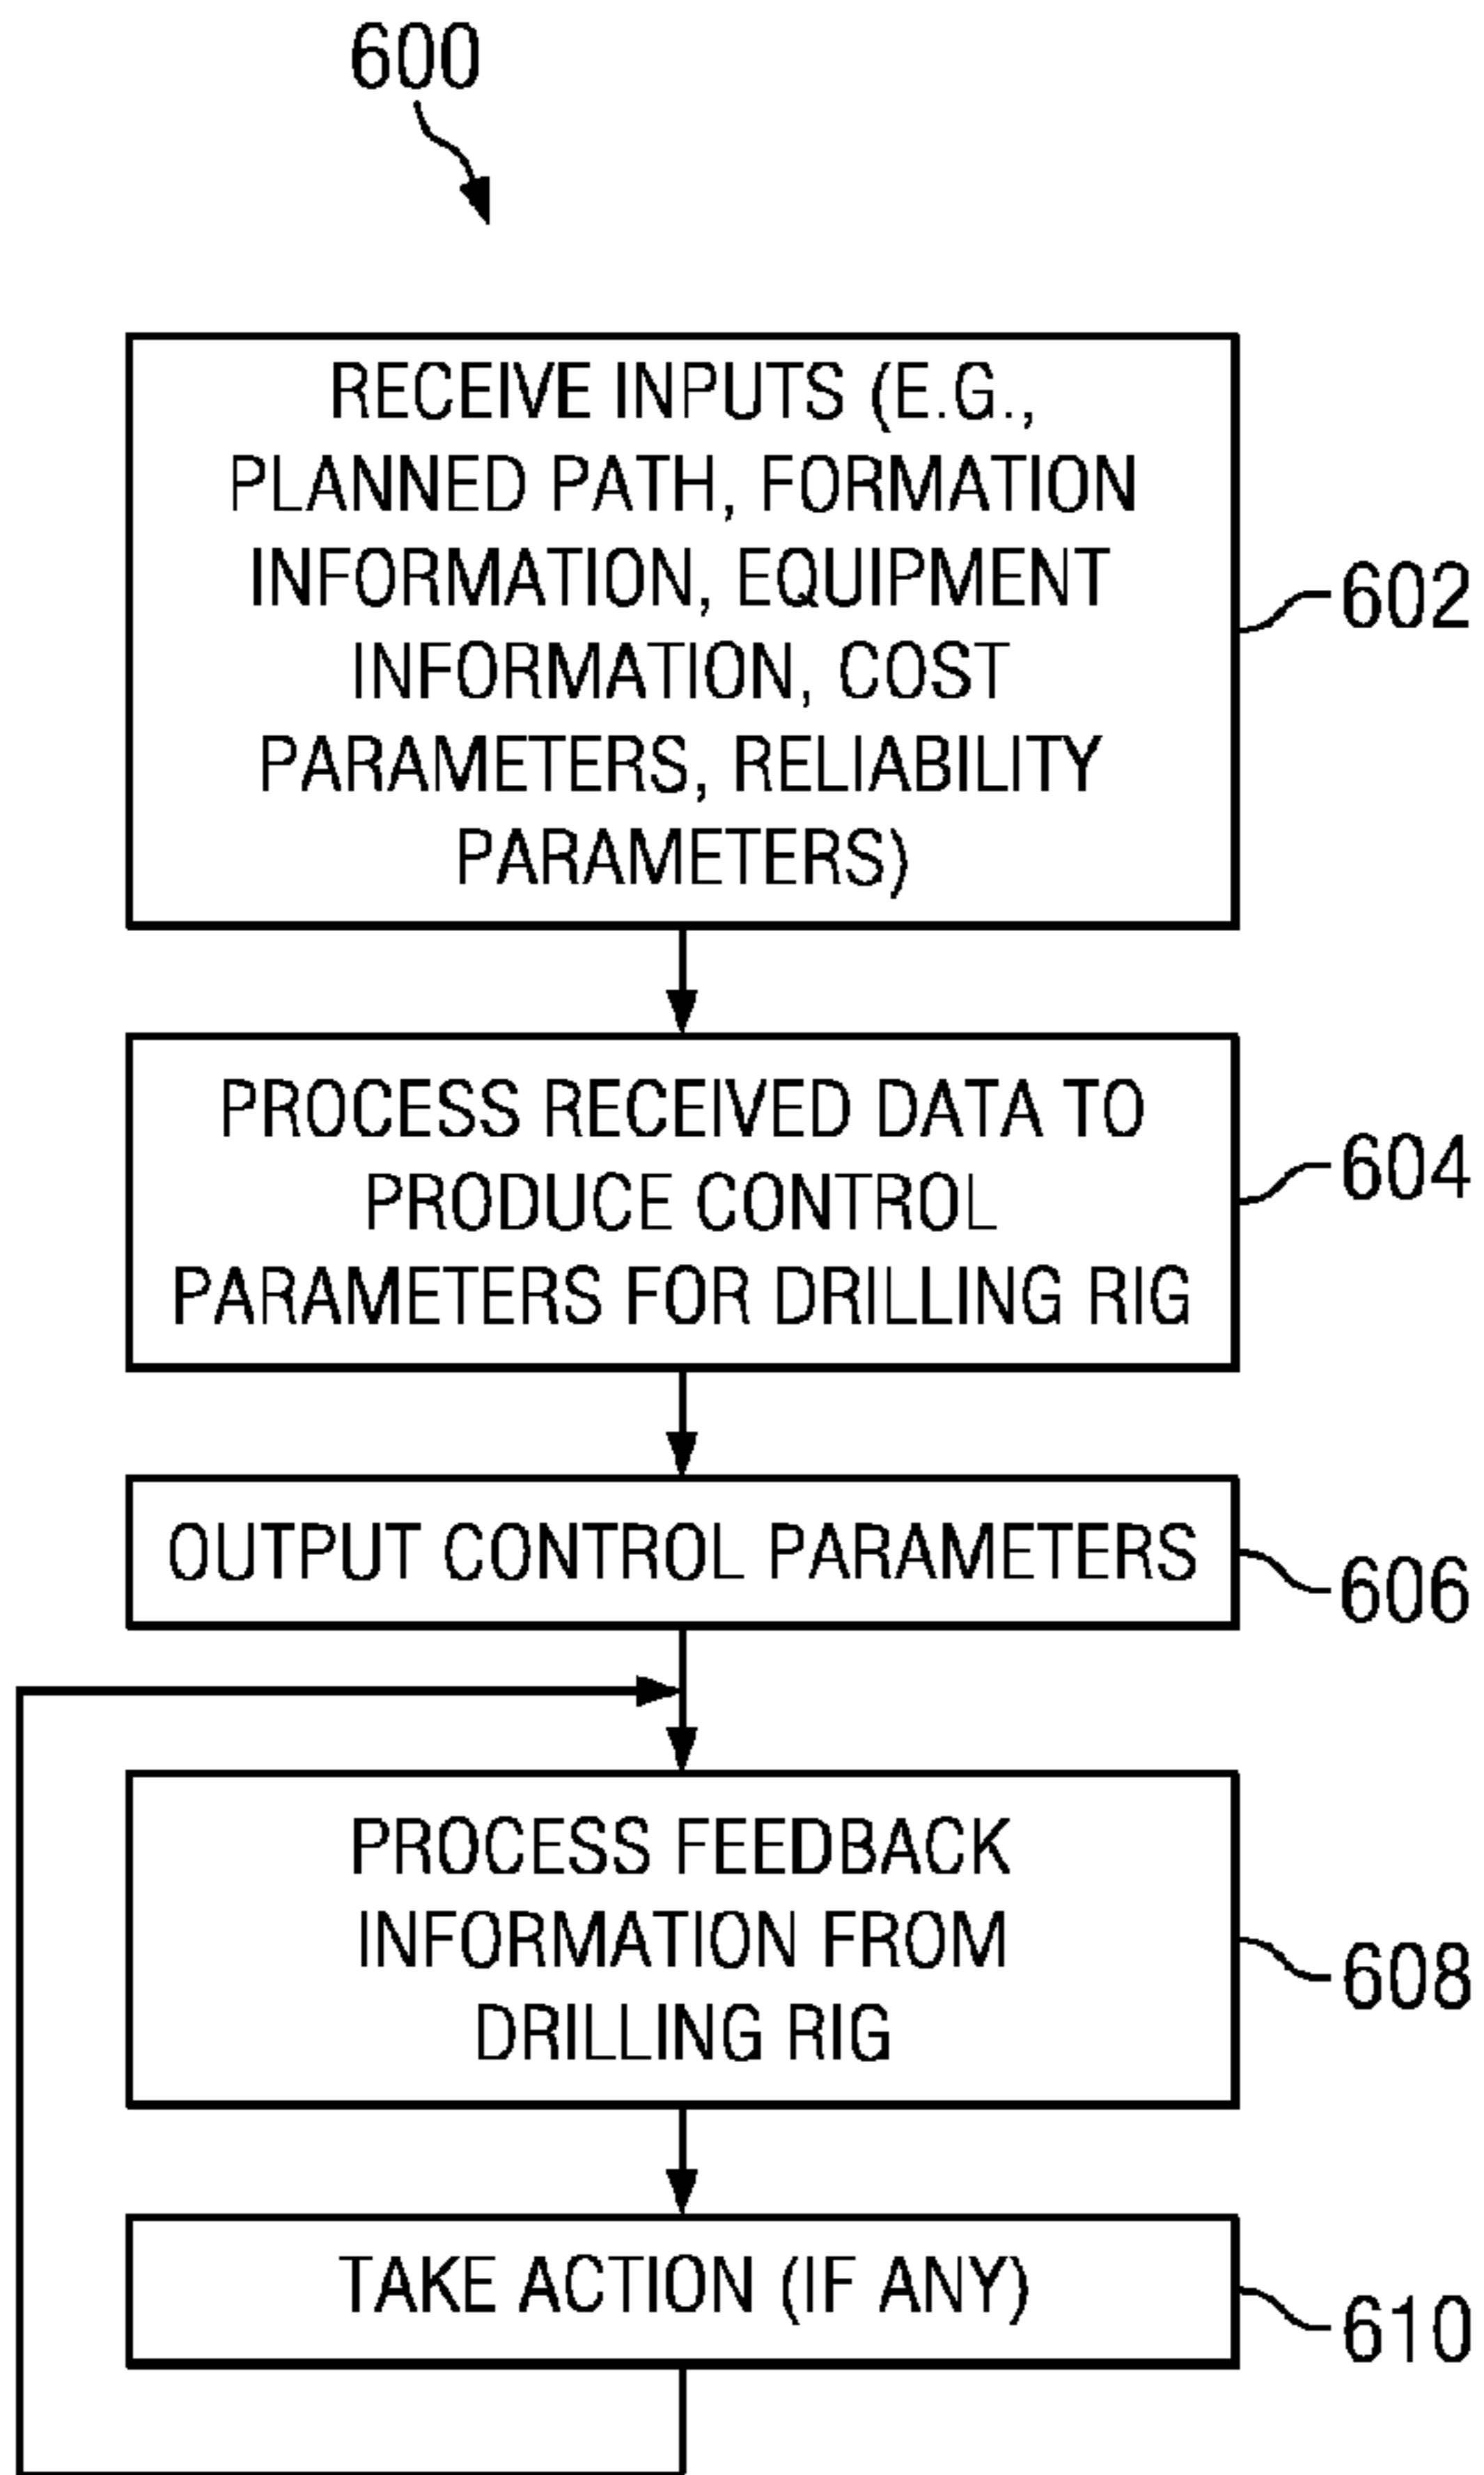 600
RECEIVE INPUTS (E.G.,
PLANNED PATH, FORMATION
INFORMATION, EQUIPMENT
INFORMATION, COST
PARAMETERS, RELIABILITY
PARAMETERS)
602
PROCESS RECEIVED DATA TO
PRODUCE CONTROL
PARAMETERS FOR DRILLING RIG
604
OUTPUT CONTROL PARAMETERS
606
PROCESS FEEDBACK
INFORMATION FROM
DRILLING RIG
608
TAKE ACTION (IF ANY)
610